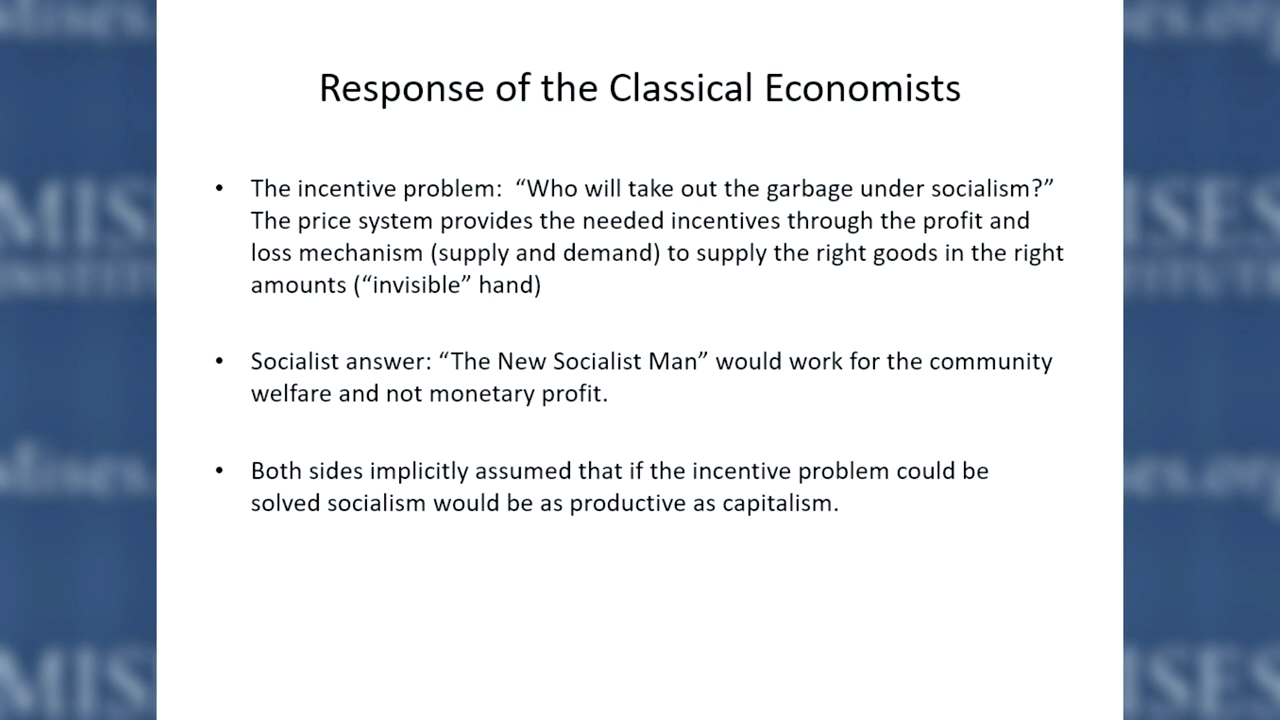 Response of the Classical Economists
• The incentive problem:  “Who will take out the garbage under socialism?”
The price system provides the needed incentives through the profit and
loss mechanism (supply and demand) to supply the right goods in the right
amounts (“invisible” hand)
• Socialist answer: “The New Socialist Man” would work for the community
welfare and not monetary profit.
• Both sides implicitly assumed that if the incentive problem could be
solved socialism would be as productive as capitalism.